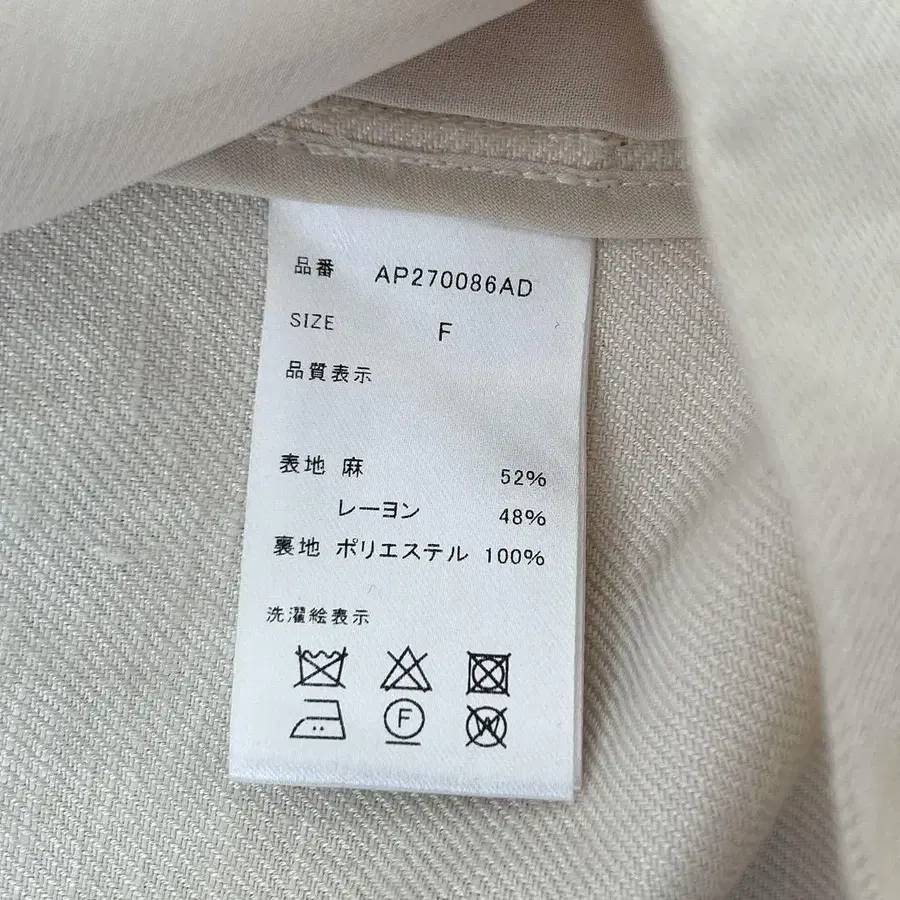 品番 AP270086AD
SIZE F
品質表示
表地 麻 52%
レーヨン 48%
裏地 ポリエステル 100%
洗濯絵表示
F W